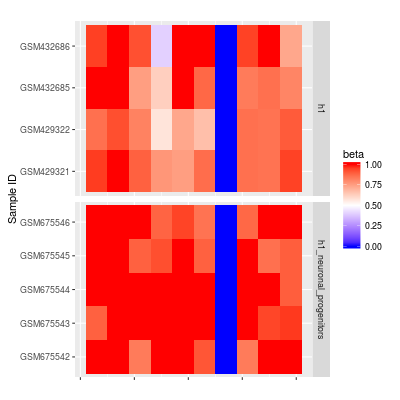 GSM432686
GSM432685
GSM429322
GSM429321
h1
GSM675546
GSM675545
GSM675544
GSM675543
GSM675542
h1_neuronal_progenitors
Sample ID
beta
1.00
0.75
0.50
0.25
0.00